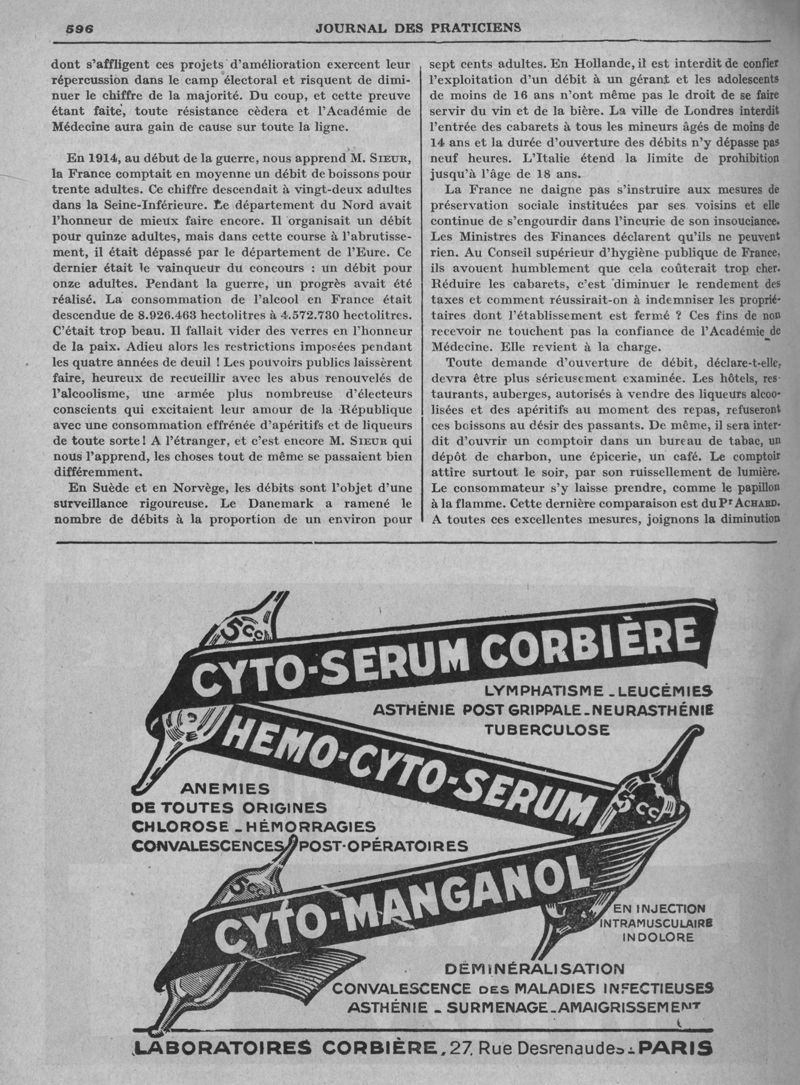 596
JOURNAL DES PRATICIENS
dont s'affligent ces projets d'amélioration exercent leur
répercussion dans le camp électoral et risquent de dimi-
nuer le chiffre de la majorité. Du coup, et cette preuve
étant faite, toute résistance cèdera et l'Académie de
Médecine aura gain de cause sur toute la ligne.
En 1914, au début de la guerre, nous apprend M. SIEUR,
la France comptait en moyenne un débit de boissons pour
trente adultes. Ce chiffre descendait à vingt-deux adultes
dans la Seine-Inférieure. Le département du Nord avait
l'honneur de mieux faire encore. Il organisait un débit
pour quinze adultes, mais dans cette course à l'abrutisse-
ment, il était dépassé par le département de l'Eure. Ce
dernier était le vainqueur du concours : un débit pour
onze adultes. Pendant la guerre, un progrès avait été
réalisé. La consommation de l'alcool en France était
descendue de 8.926.463 hectolitres à 4.572.730 hectolitres.
C'était trop beau. Il fallait vider des verres en l'honneur
de la paix. Adieu alors les restrictions imposées pendant
les quatre années de deuil ! Les pouvoirs publics laissèrent
faire, heureux de recueillir avec les abus renouvelés de
l'alcoolisme, une armée plus nombreuse d'électeurs
conscients qui excitaient leur amour de la République
avec une consommation effrénée d'apéritifs et de liqueurs
de toute sorte! A l'étranger, et c'est encore M. SIEUR qui
nous l'apprend, les choses tout de même se passaient bien
différemment.
En Suède et en Norvège, les débits sont l'objet d'une
surveillance rigoureuse. Le Danemark a ramené le
nombre de débits à la proportion de un environ pour
sept cents adultes. En Hollande, il est interdit de confier
l'exploitation d'un débit à un gérant et les adolescents
de moins de 16 ans n'ont même pas le droit de se faire
servir du vin et de la bière. La ville de Londres interdit
l'entrée des cabarets à tous les mineurs âgés de moins de
14 ans et la durée d'ouverture des débits n'y dépasse pas
neuf heures. L'Italie étend la limite de prohibition
jusqu'à l'âge de 18 ans.
La France ne daigne pas s'instruire aux mesures de
préservation sociale instituées par ses voisins et elle
continue de s'engourdir dans l'incurie de son insouciance.
Les Ministres des Finances déclarent qu'ils ne peuvent
rien. Au Conseil supérieur d'hygiène publique de France,
ils avouent humblement que cela coûterait trop cher.
Réduire les cabarets, c'est diminuer le rendement des
taxes et comment réussirait-on à indemniser les proprié-
taires dont l'établissement est fermé ? Ces fins de non
recevoir ne touchent pas la confiance de l'Académie de
Médecine. Elle revient à la charge.
Toute demande d'ouverture de débit, déclare-t-elle,
devra être plus sérieusement examinée. Les hôtels, res-
taurants, auberges, autorisés à vendre des liqueurs alcoo-
lisées et des apéritifs au moment des repas, refuseront
ces boissons au désir des passants. De même, il sera inter-
dit d'ouvrir un comptoir dans un bureau de tabac, un
dépôt de charbon, une épicerie, un café. Le comptoir
attire surtout le soir, par son ruissellement de lumière.
Le consommateur s'y laisse prendre, comme le papillon
à la flamme. Cette dernière comparaison est du Pr ACHARD.
A toutes ces excellentes mesures, joignons la diminution
5 c.c.
CYTO-SERUM CORBIÈRE
LYMPHATISME - LEUCÉMIES
ASTHÉNIE POST GRIPPALE - NEURASTHÉNIE
TUBERCULOSE
HEMO-CYTO-SERUM
5 cc.
ANEMIES
DE TOUTES ORIGINES
CHLOROSE - HÉMORRAGIES
CONVALESCENCES POST-OPÉRATOIRES
5cc.
CYTO-MANGANOL
EN INJECTION
INTRAMUSCULAIRE
INDOLORE
DÉMINÉRALISATION
CONVALESCENCE DES MALADIES INFECTIEUSES
ASTHÉNIE - SURMENAGE - AMAIGRISSEMENT
LABORATOIRES CORBIÈRE, 27, Rue Desrenaudes - PARIS